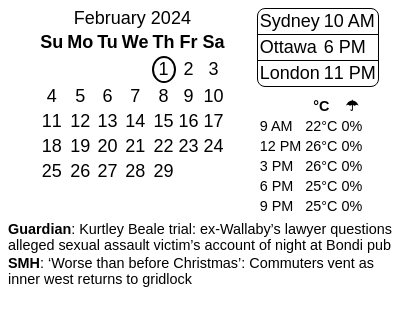 February 2024
Su Mo Tu We Th Fr Sa
1 2 3
4 5 6 7 8 9 10
11 12 13 14 15 16 17
18 19 20 21 22 23 24
25 26 27 28 29
Sydney 10 AM
Ottawa 6 PM
London 11 PM
°C ☂
9 AM 22°C 0%
12 PM 26°C 0%
3 PM 26°C 0%
6 PM 25°C 0%
9 PM 25°C 0%
Guardian: Kurtley Beale trial: ex-Wallaby’s lawyer questions
alleged sexual assault victim’s account of night at Bondi pub
SMH: ‘Worse than before Christmas’: Commuters vent as
inner west returns to gridlock